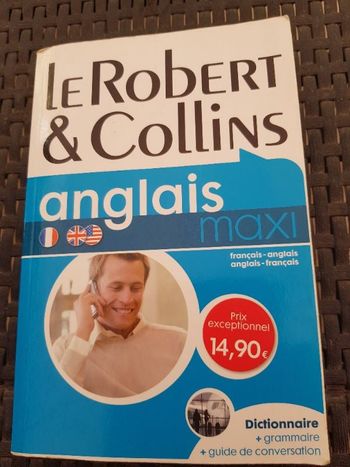 le Robert
& Collins
anglais
maxi
français-anglais
anglais-français
Prix
exceptionnel
14,90€
Dictionnaire
+ grammaire
+ guide de conversation